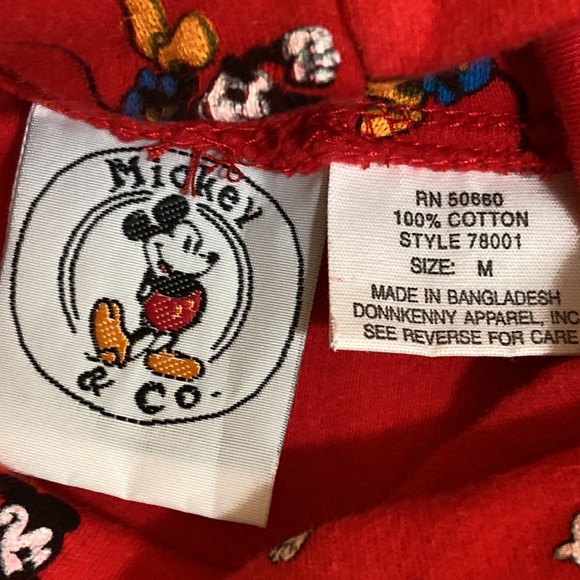 Mickey
& Co.
RN 50660
100% COTTON
STYLE 78001
SIZE: M
MADE IN BANGLADESH
DONNKENNY APPAREL, INC
SEE REVERSE FOR CARE